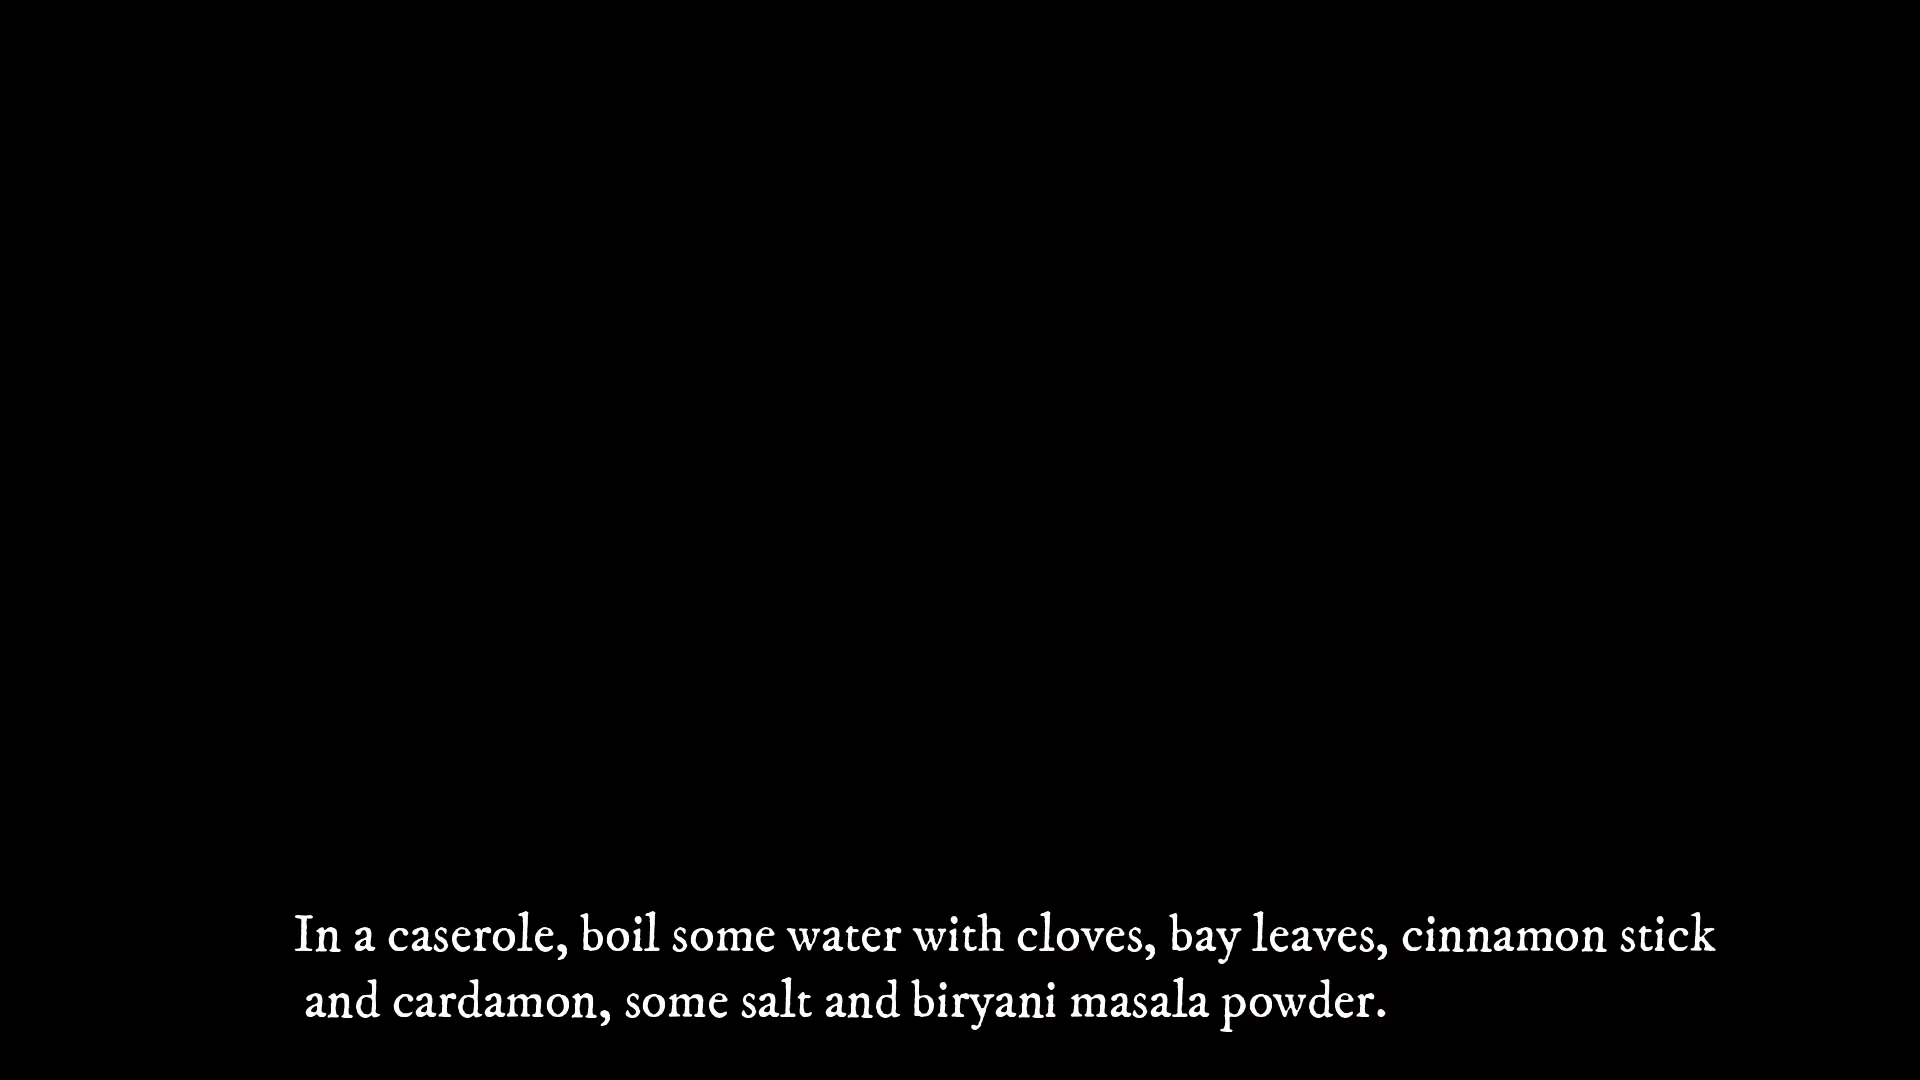 In a caserole, boil some water with cloves, bay leaves, cinnamon stick
and cardamon, some salt and biryani masala powder.